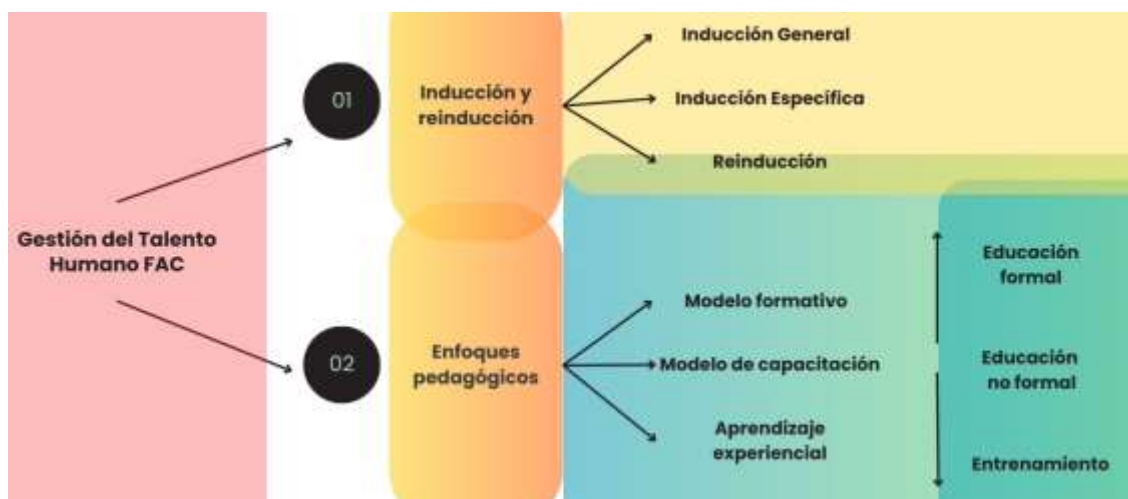 Gestión del Talento
Humano FAC
01
Inducción y
reinducción
Inducción General
Inducción Específica
Reinducción
02
Enfoques
pedagógicos
Modelo formativo
Modelo de capacitación
Aprendizaje
experiencial
Educación
formal
Educación
no formal
Entrenamiento